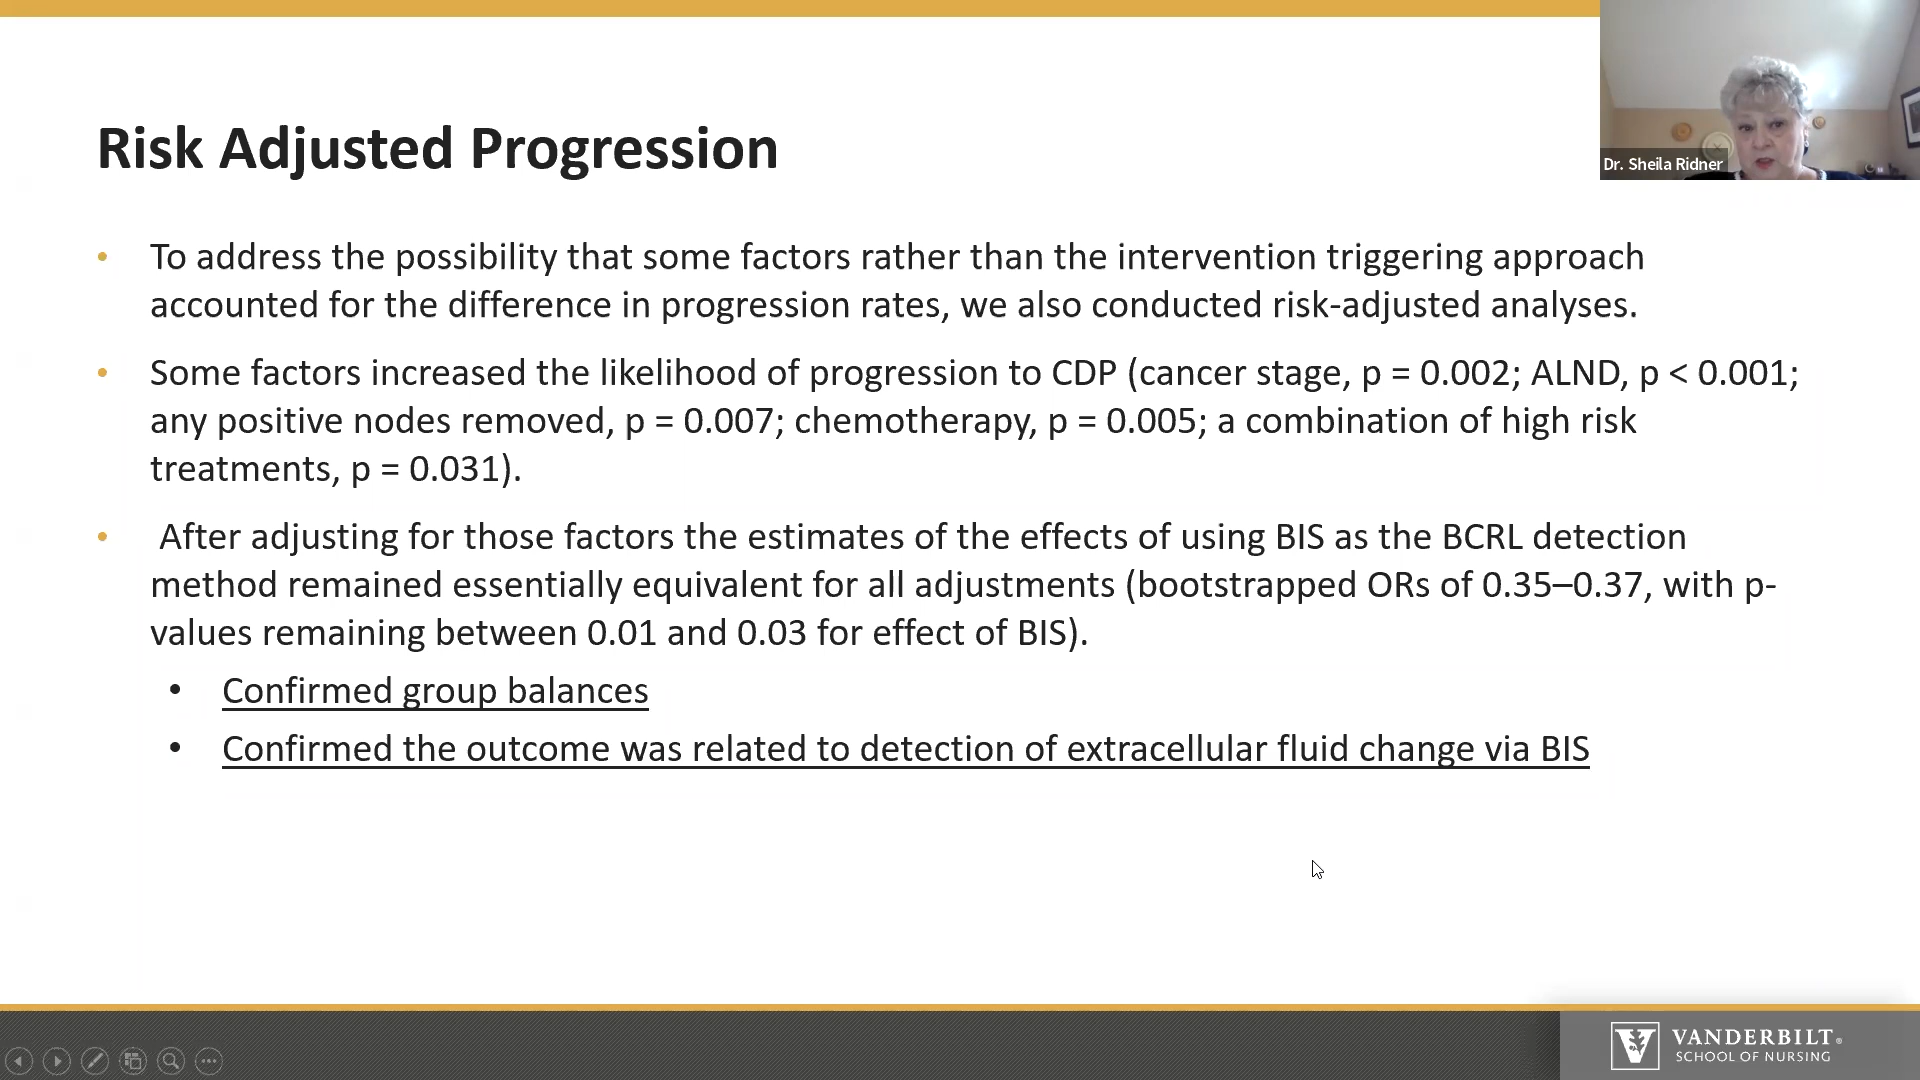 Risk Adjusted Progression
Dr. Sheila Ridner
• To address the possibility that some factors rather than the intervention triggering approach
accounted for the difference in progression rates, we also conducted risk-adjusted analyses.
• Some factors increased the likelihood of progression to CDP (cancer stage, p = 0.002; ALND, p < 0.001;
any positive nodes removed, p = 0.007; chemotherapy, p = 0.005; a combination of high risk
treatments, p = 0.031).
• After adjusting for those factors the estimates of the effects of using BIS as the BCRL detection
method remained essentially equivalent for all adjustments (bootstrapped ORs of 0.35–0.37, with p-
values remaining between 0.01 and 0.03 for effect of BIS).
• Confirmed group balances
• Confirmed the outcome was related to detection of extracellular fluid change via BIS
V VANDERBILT®
SCHOOL OF NURSING